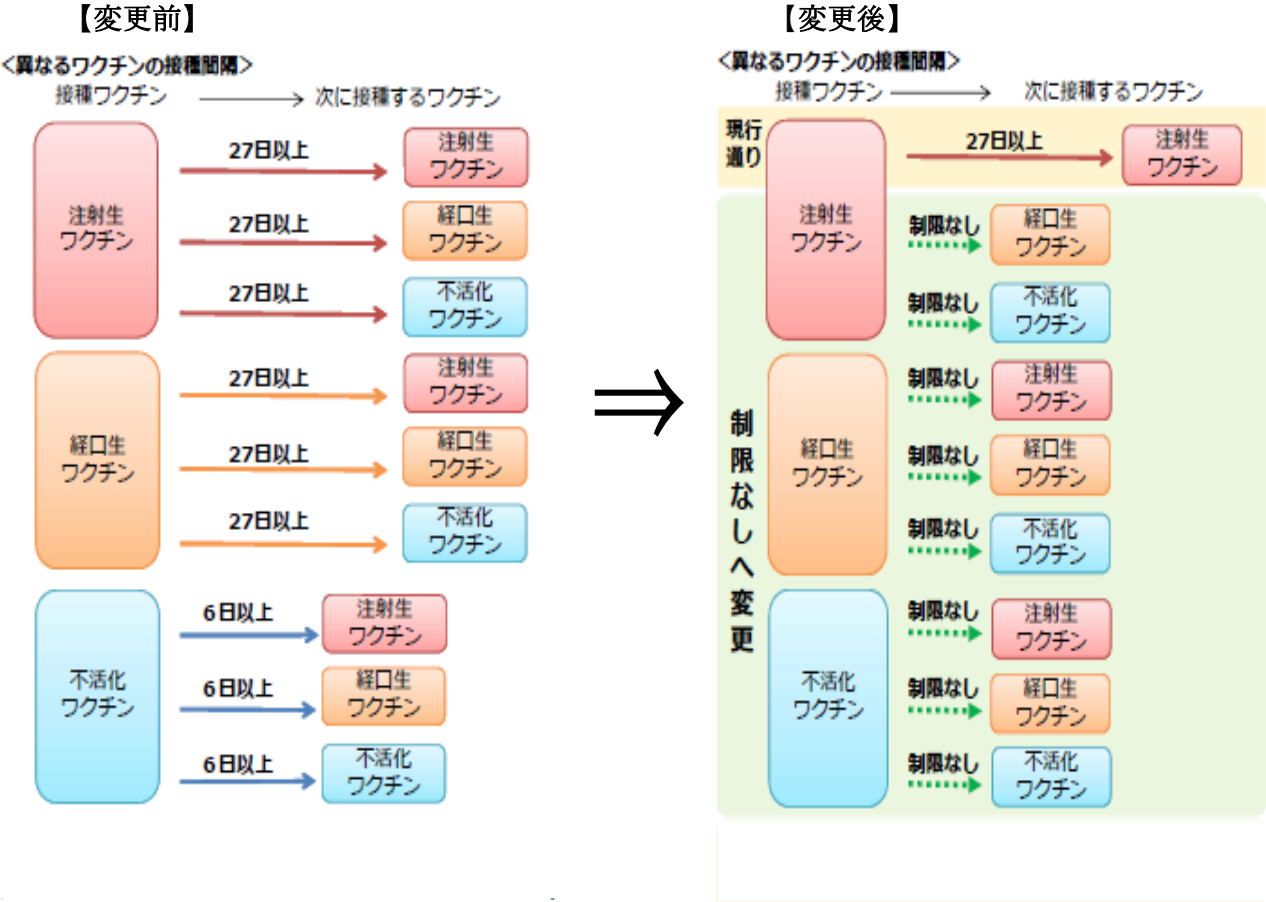 【変更前】
<異なるワクチンの接種間隔>
接種ワクチン
次に接種するワクチン
注射生
ワクチン
27日以上
注射生
ワクチン
27日以上
経口生
ワクチン
27日以上
不活化
ワクチン
経口生
ワクチン
27日以上
注射生
ワクチン
27日以上
経口生
ワクチン
27日以上
不活化
ワクチン
不活化
ワクチン
6日以上
注射生
ワクチン
6日以上
経口生
ワクチン
6日以上
不活化
ワクチン
⇒
【変更後】
<異なるワクチンの接種間隔>
接種ワクチン
次に接種するワクチン
現行
通り
注射生
ワクチン
27日以上
注射生
ワクチン
制限なしへ変更
制限なし
経口生
ワクチン
制限なし
不活化
ワクチン
経口生
ワクチン
制限なし
注射生
ワクチン
制限なし
経口生
ワクチン
制限なし
不活化
ワクチン
不活化
ワクチン
制限なし
注射生
ワクチン
制限なし
経口生
ワクチン
制限なし
不活化
ワクチン